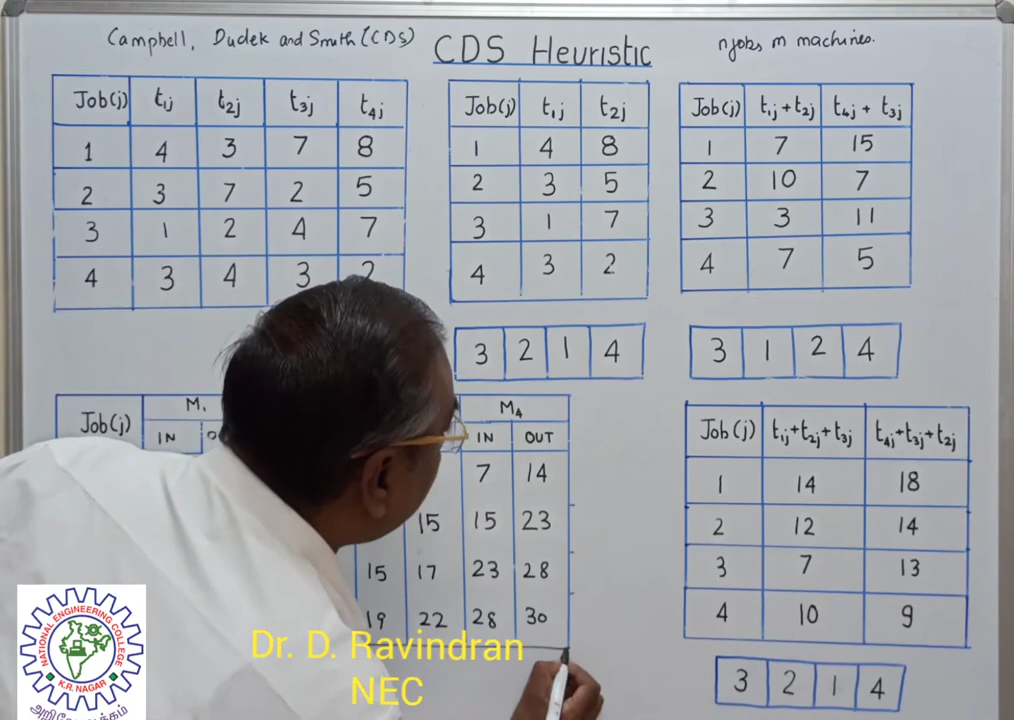 Campbell, Dudek and Smith (CDS)
CDS Heuristic
n jobs m machines.
Job(j) t1j t2j t3j t4j
1 4 3 7 8
2 3 7 2 5
3 1 2 4 7
4 3 4 3 2
Job(j) t1j t2j
1 4 8
2 3 5
3 1 7
4 3 2
3 2 1 4
Job(j) t1j + t2j t4j + t3j
1 7 15
2 10 7
3 3 11
4 7 5
3 1 2 4
Job(j) M1 M4
IN IN OUT
7 14
15 15 23
15 17 23 28
19 22 28 30
Job(j) t1j+t2j+t3j t4j+t3j+t2j
1 14 18
2 12 14
3 7 13
4 10 9
3 2 1 4
Dr. D. Ravindran
NEC
NATIONAL ENGINEERING COLLEGE
K.R. NAGAR